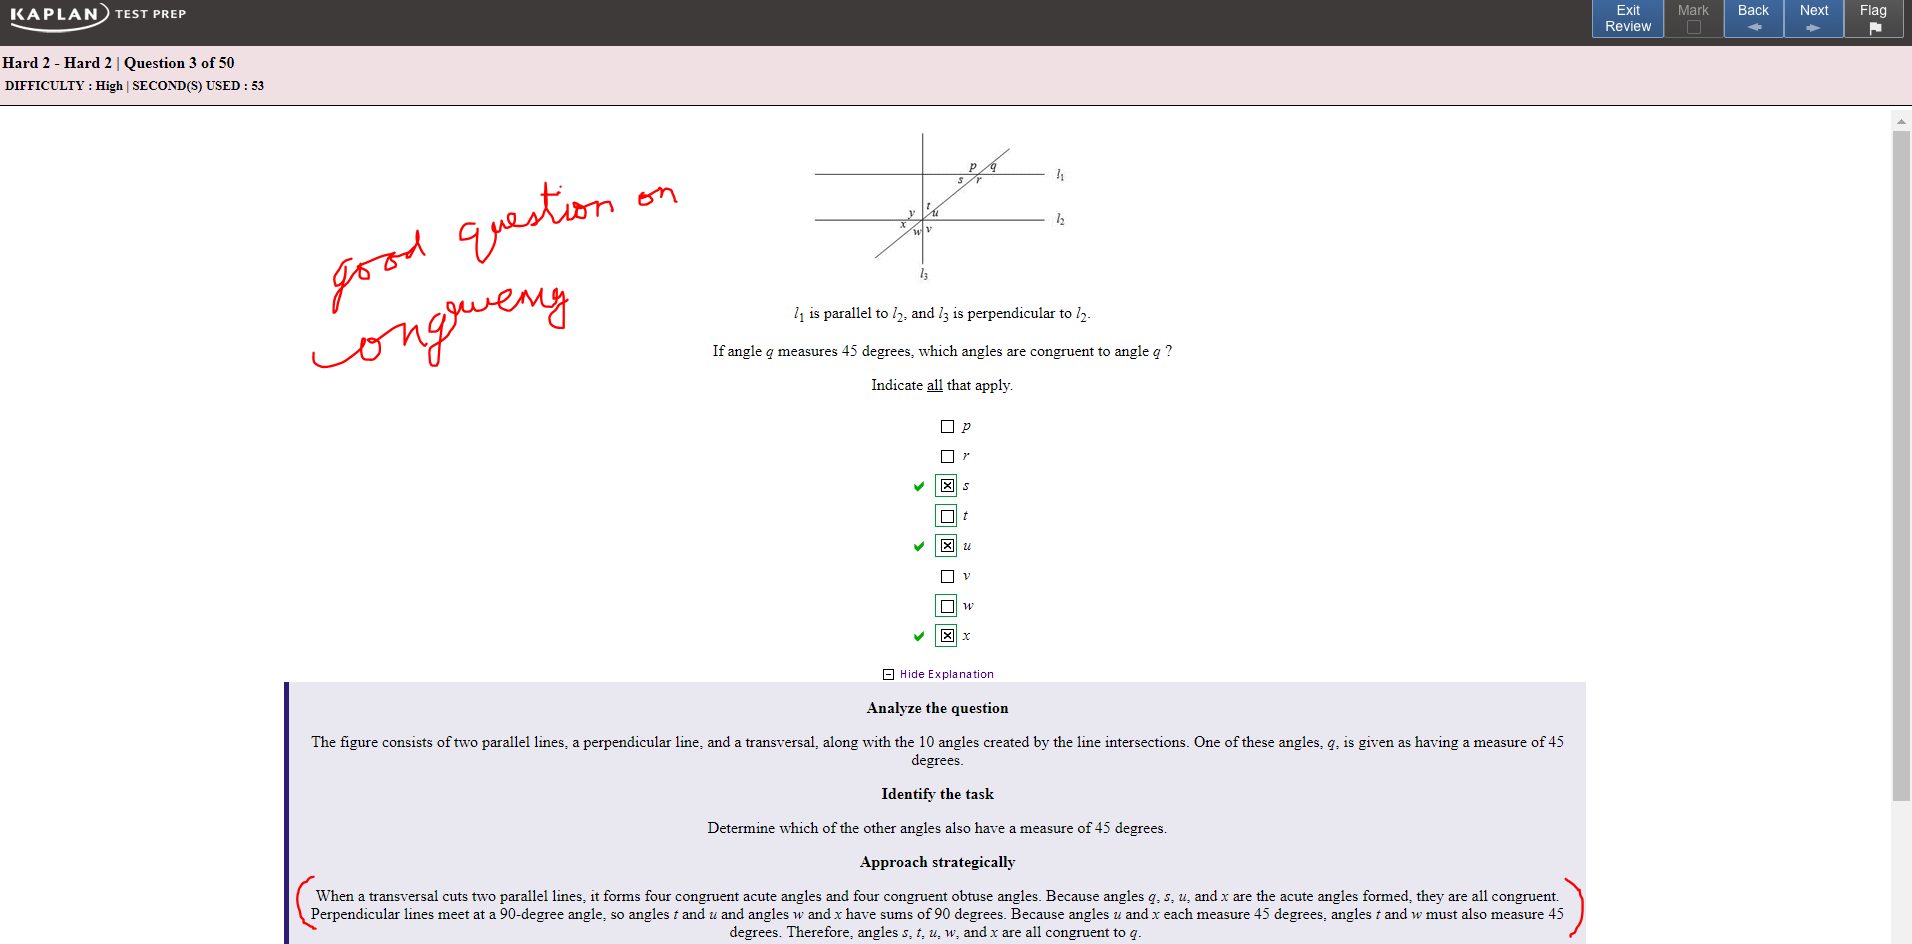 KAPLAN TEST PREP
Exit Review
Mark
Back
Next
Flag
Hard 2 - Hard 2 | Question 3 of 50
DIFFICULTY : High | SECOND(S) USED : 53
good question on
p q
s r
l1
t
y u
l2
x
w v
l3
l1 is parallel to l2, and l3 is perpendicular to l2.
If angle q measures 45 degrees, which angles are congruent to angle q ?
Indicate all that apply.
p
r
s
t
u
v
w
x
Hide Explanation
Analyze the question
The figure consists of two parallel lines, a perpendicular line, and a transversal, along with the 10 angles created by the line intersections. One of these angles, q, is given as having a measure of 45
degrees.
Identify the task
Determine which of the other angles also have a measure of 45 degrees.
Approach strategically
When a transversal cuts two parallel lines, it forms four congruent acute angles and four congruent obtuse angles. Because angles q, s, u, and x are the acute angles formed, they are all congruent.
Perpendicular lines meet at a 90-degree angle, so angles t and u and angles w and x have sums of 90 degrees. Because angles u and x each measure 45 degrees, angles t and w must also measure 45
degrees. Therefore, angles s, t, u, w, and x are all congruent to q.